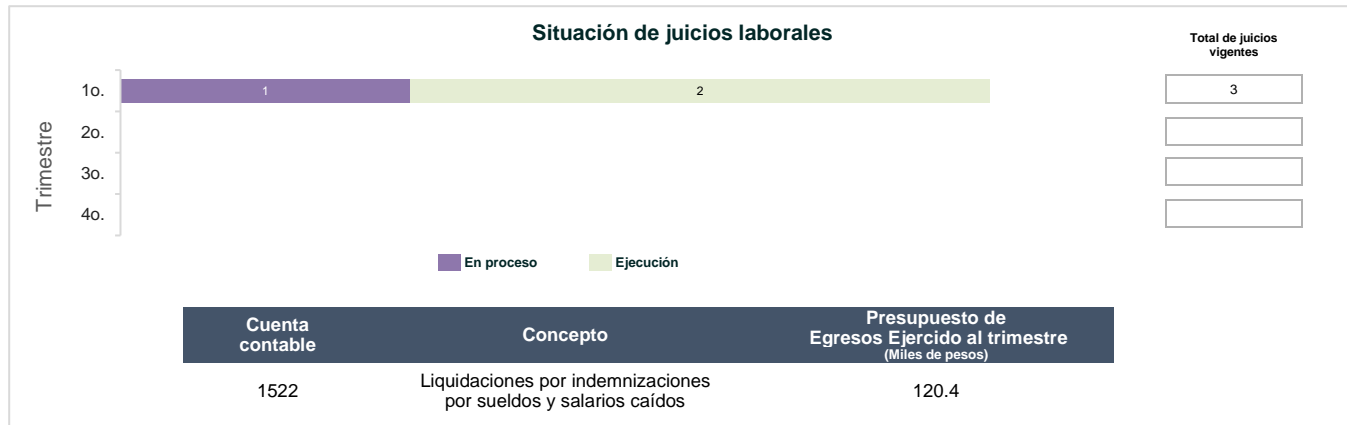 Situación de juicios laborales
Total de juicios
vigentes
Trimestre
1o.
1
2
3
2o.
3o.
4o.
En proceso
Ejecución
Cuenta
contable
Concepto
Presupuesto de
Egresos Ejercido al trimestre
(Miles de pesos)
1522
Liquidaciones por indemnizaciones
por sueldos y salarios caídos
120.4